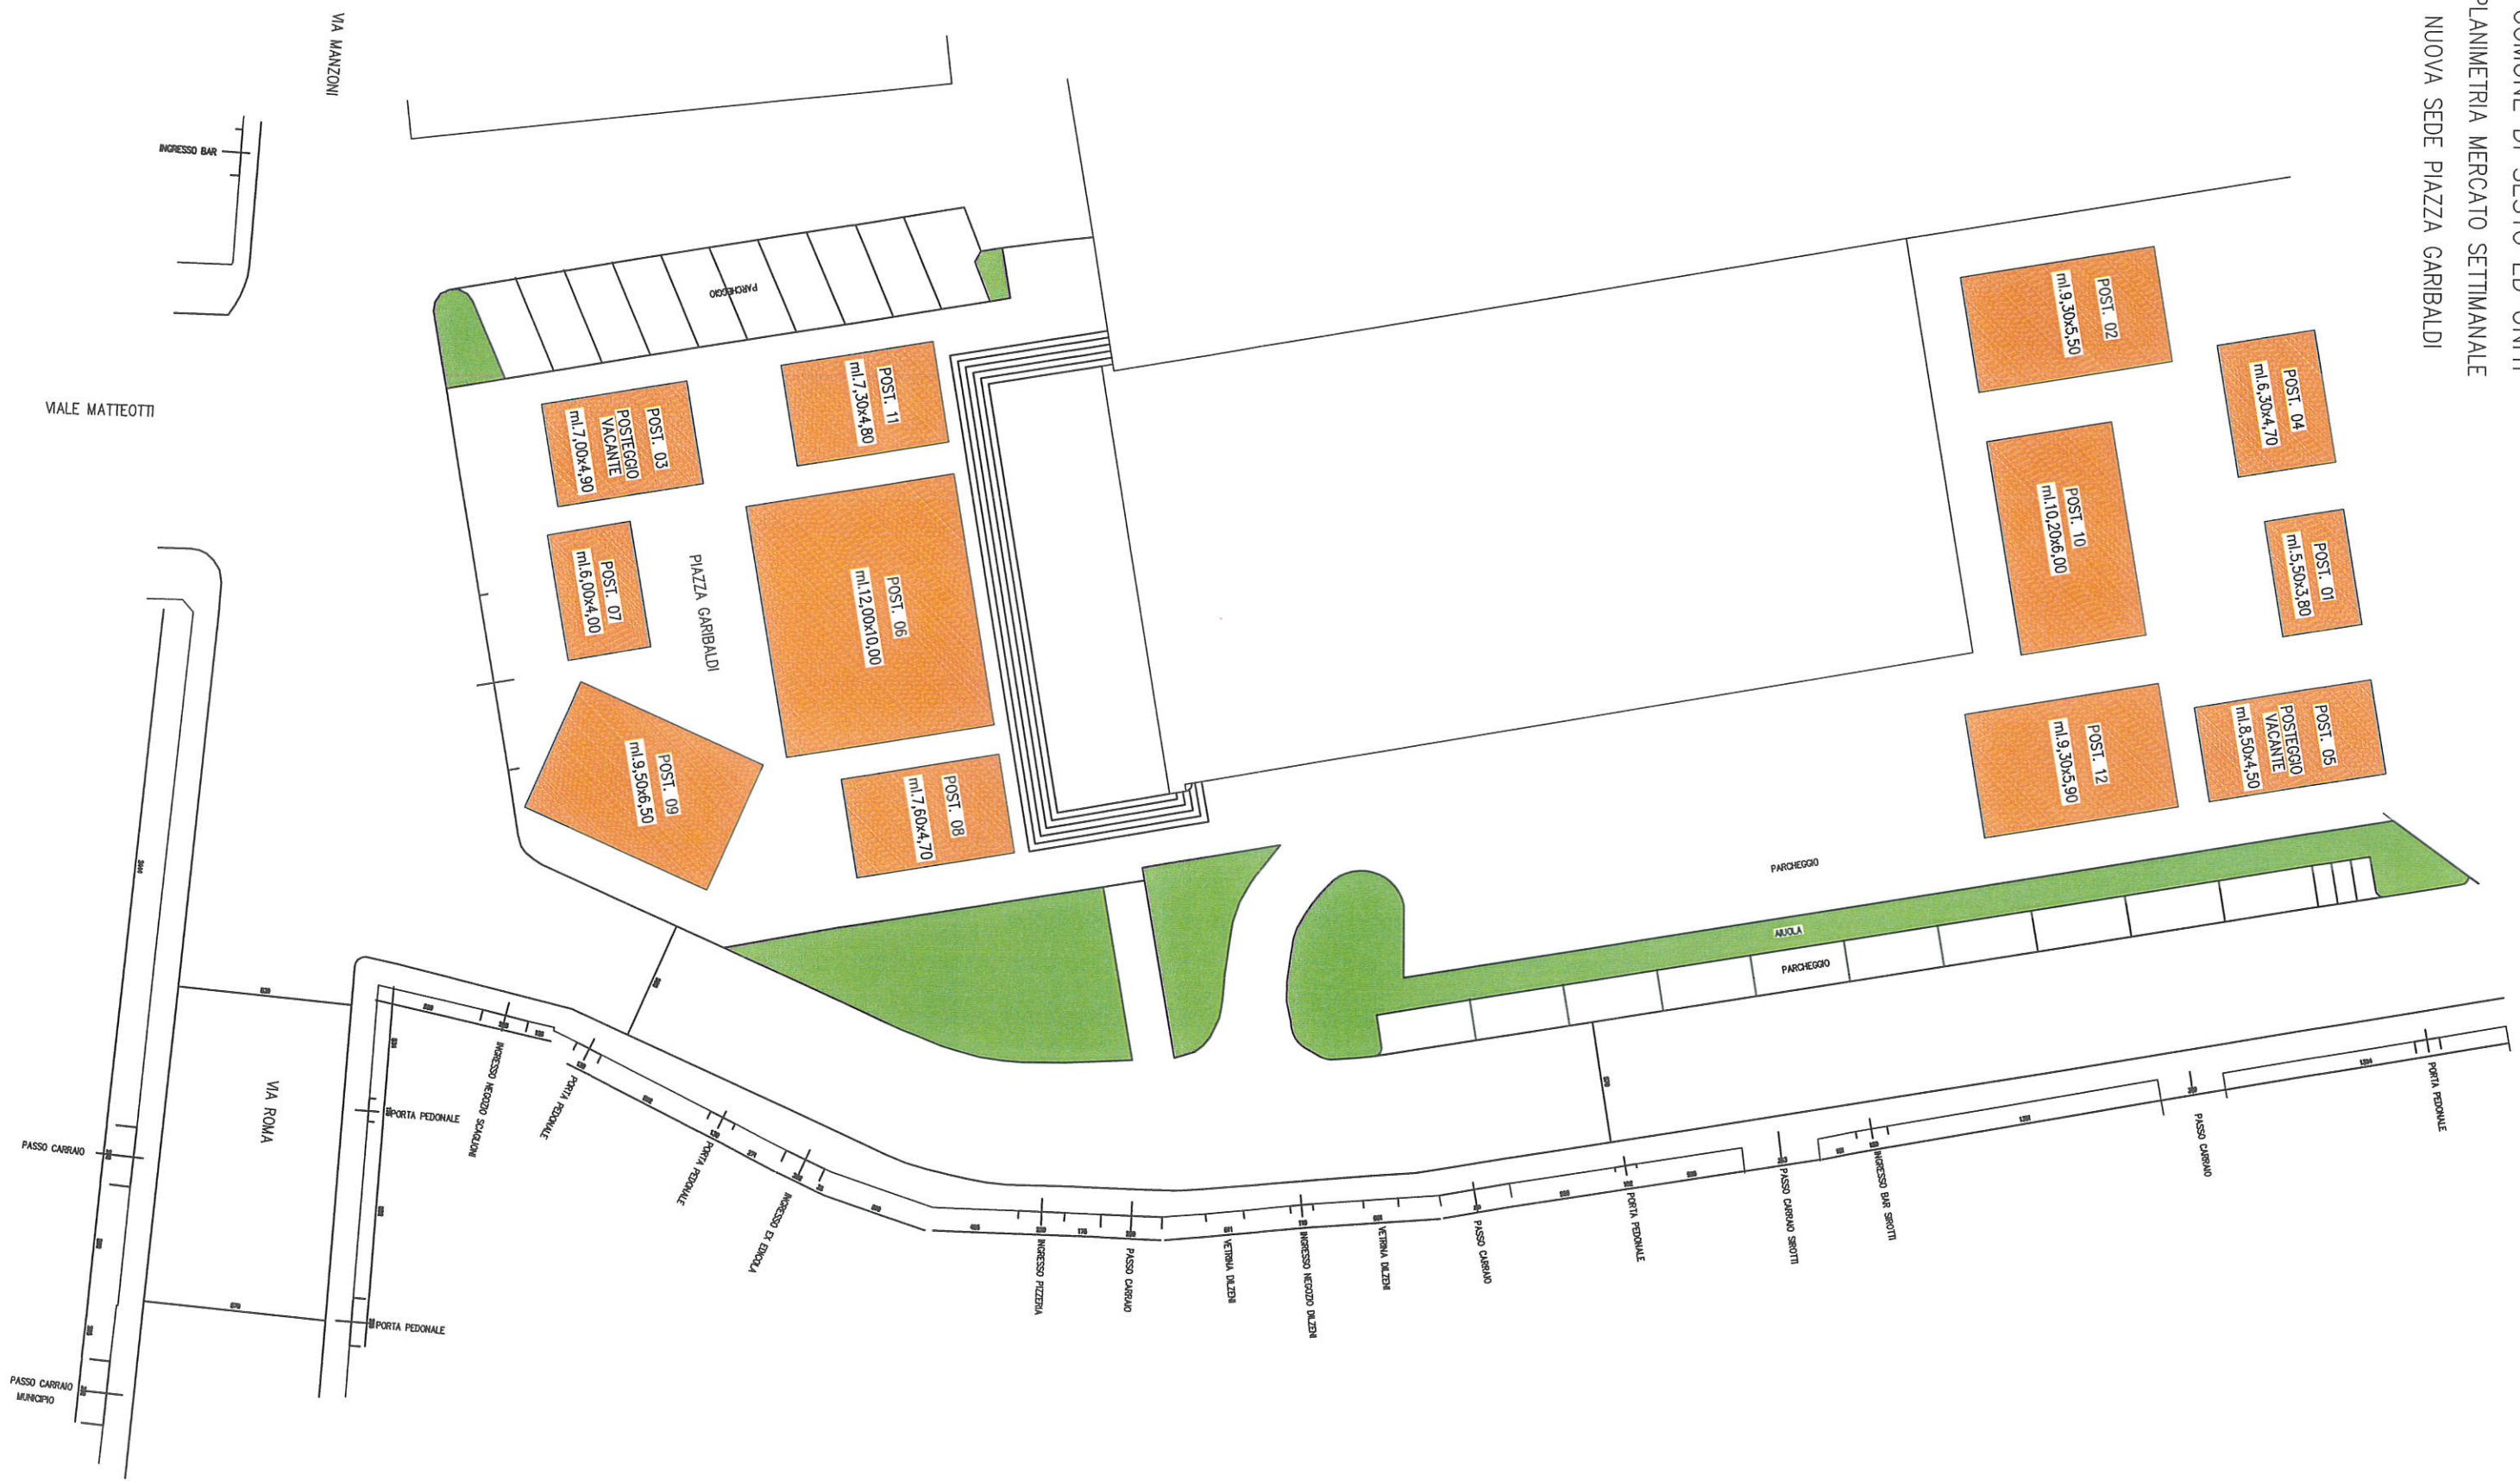 COMUNE DI SESTO ED UNITI
PLANIMETRIA MERCATO SETTIMANALE
NUOVA SEDE PIAZZA GARIBALDI
VIA MANZONI
INGRESSO BAR
VIALE MATTEOTTI
PARCHEGGIO
POST. 11
ml.7,30x4,80
POST. 03
POSTEGGIO
VACANTE
ml.7,00x4,90
POST. 07
ml.6,00x4,00
PIAZZA GARIBALDI
POST. 06
ml.12,00x10,00
POST. 09
ml.9,50x6,50
POST. 08
ml.7,60x4,70
POST. 02
ml.9,30x5,50
POST. 04
ml.6,30x4,70
POST. 10
ml.10,20x6,00
POST. 01
ml.5,50x3,80
POST. 12
ml.9,30x5,90
POST. 05
POSTEGGIO
VACANTE
ml.8,50x4,50
PARCHEGGIO
AIUOLA
PARCHEGGIO
VIA ROMA
PASSO CARRAIO
PASSO CARRAIO
MUNICIPIO
PORTA PEDONALE
PORTA PEDONALE
INGRESSO NEGOZIO SCAGLIONI
PORTA PEDONALE
PORTA PEDONALE
INGRESSO EX EDICOLA
INGRESSO PIZZERIA
PASSO CARRAIO
VETRINA DILZENI
INGRESSO NEGOZIO DILZENI
VETRINA DILZENI
PASSO CARRAIO
PORTA PEDONALE
PASSO CARRAIO SIROTTI
INGRESSO BAR SIROTTI
PASSO CARRAIO
PORTA PEDONALE